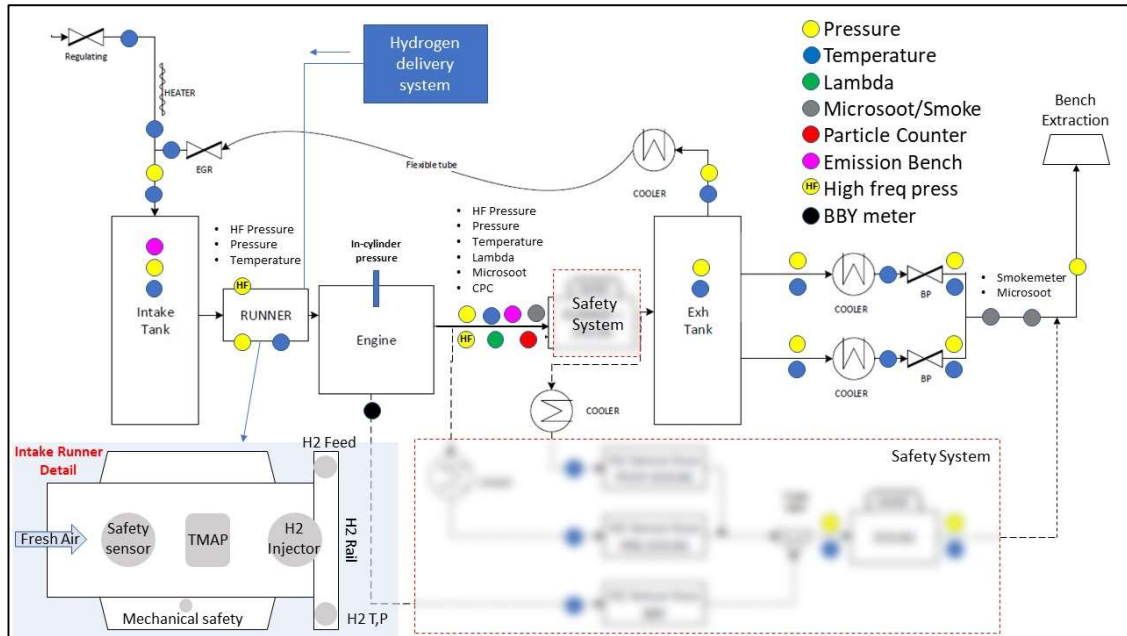 Regulating
HEATER
EGR
Hydrogen
delivery
system
Flexible tube
COOLER
Pressure
Temperature
Lambda
Microsoot/Smoke
Particle Counter
Emission Bench
HF High freq press
BBY meter
Bench
Extraction
Intake
Tank
• HF Pressure
• Pressure
• Temperature
HF
RUNNER
In-cylinder
pressure
Engine
• HF Pressure
• Pressure
• Temperature
• Lambda
• Microsoot
• CPC
HF
Safety
System
Exh
Tank
COOLER
BP
COOLER
BP
• Smokemeter
• Microsoot
COOLER
Safety System
Intake Runner
Detail
H2 Feed
Fresh Air
Safety
sensor
TMAP
H2
Injector
H2 Rail
Mechanical safety
H2 T,P